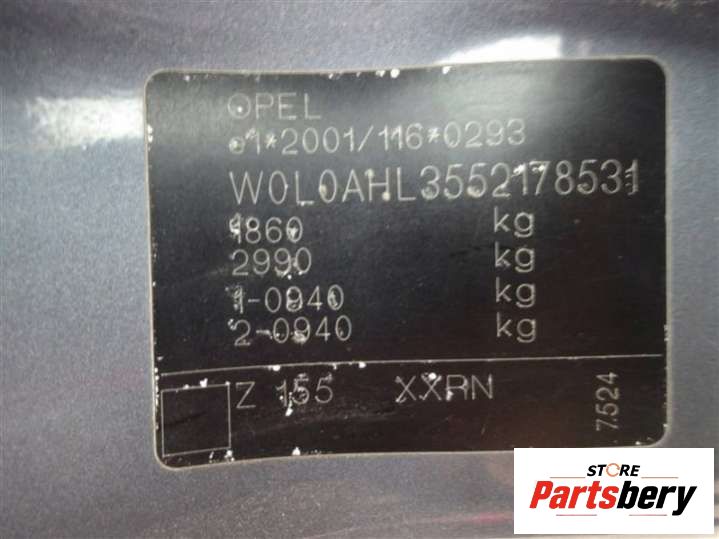 OPEL
e1*2001/116*0293
W0L0AHL3552178531
1860 kg
2990 kg
1-0940 kg
2-0940 kg
Z 155 XXRN
7524
STORE
Partsbery